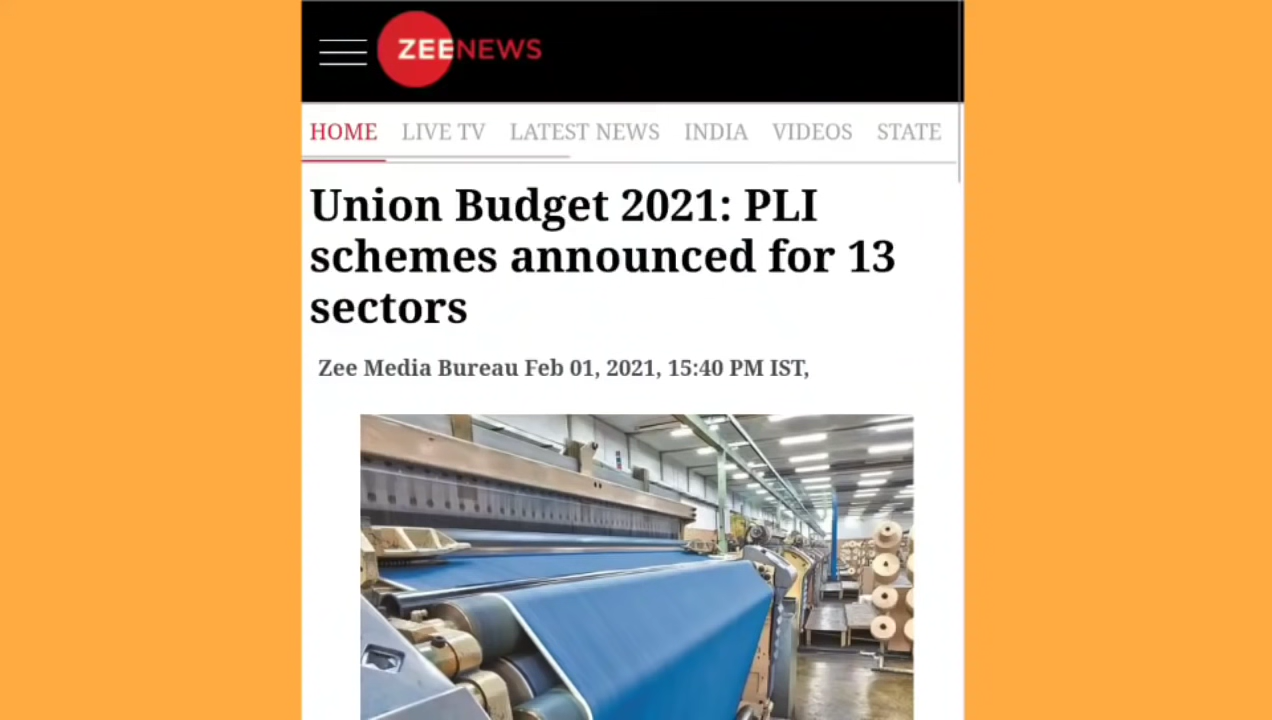 ZEENEWS
HOME LIVE TV LATEST NEWS INDIA VIDEOS STATE
Union Budget 2021: PLI
schemes announced for 13
sectors
Zee Media Bureau Feb 01, 2021, 15:40 PM IST,